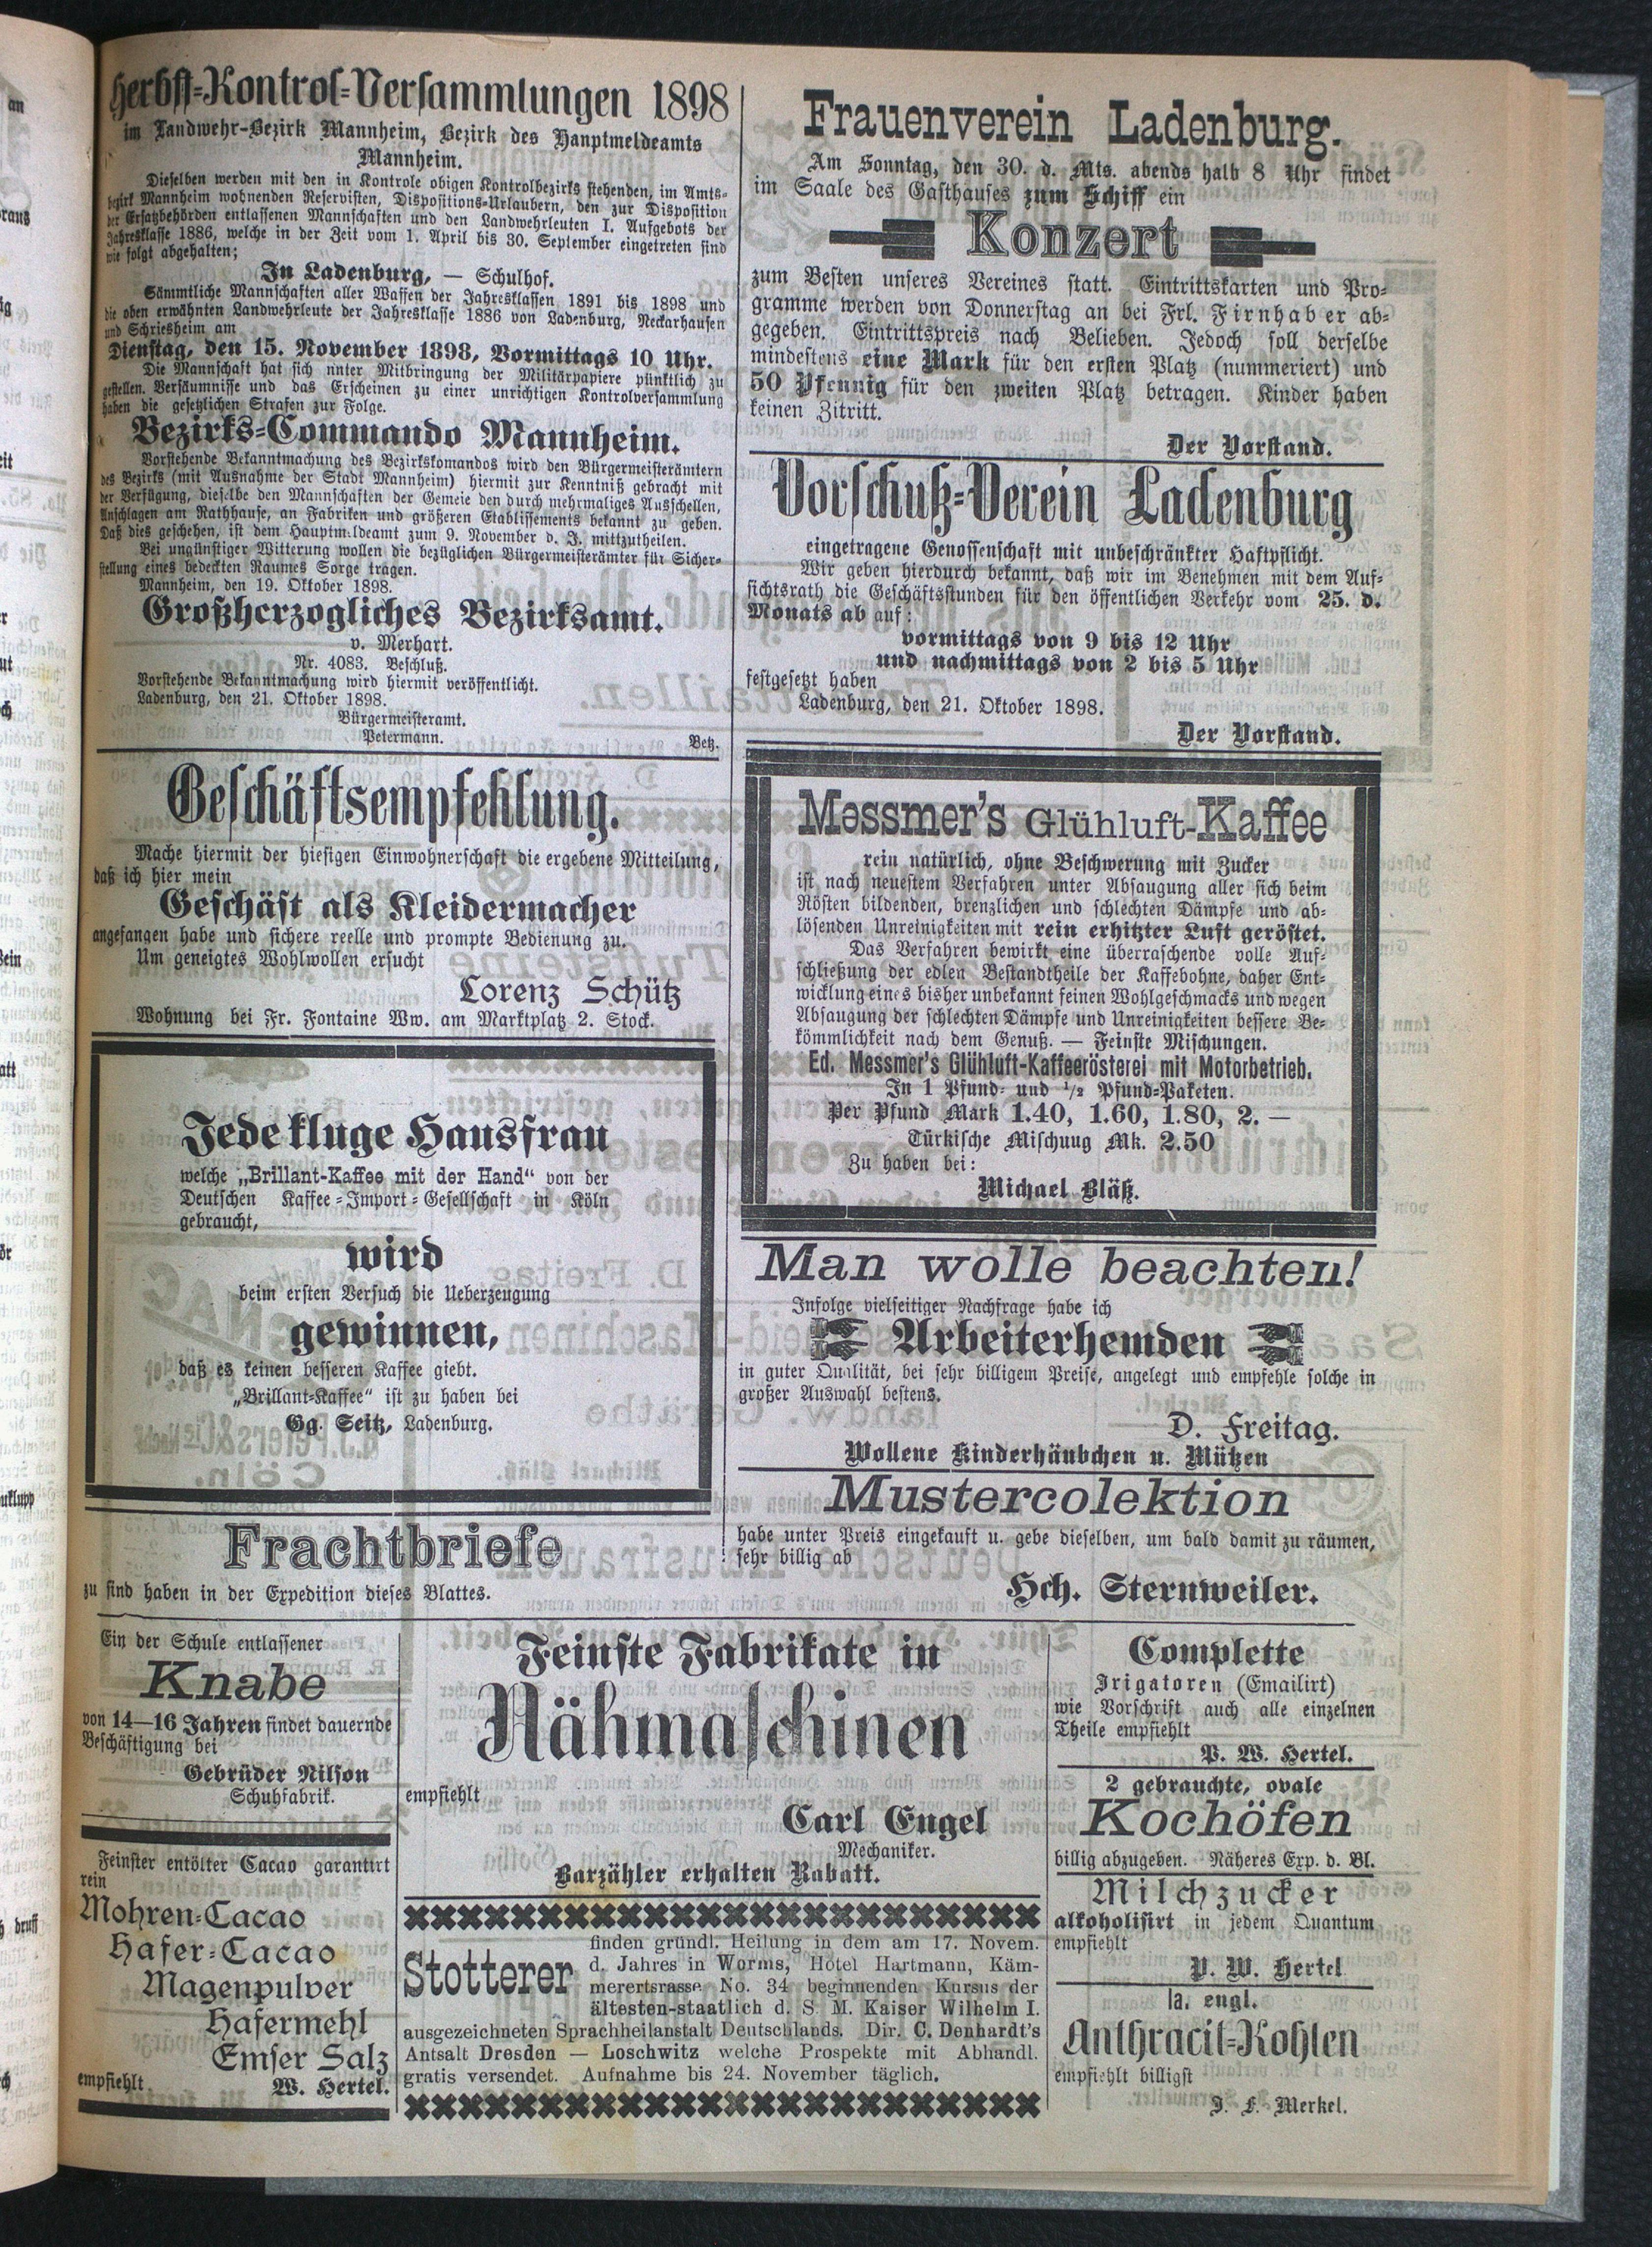 Herbst-Kontrol-Versammlungen 1898
im Landwehr-Bezirk Mannheim, Bezirk des Hauptmeldeamts
Mannheim.
Dieselben werden mit den in Kontrole obigen Kontrolbezirks stehenden, im Amts-
bezirk Mannheim wohnenden Reservisten, Dispositions-Urlaubern, den zur Disposition
der Ersatzbehörden entlassenen Mannschaften und den Landwehrleuten I. Aufgebots der
Jahresklasse 1886, welche in der Zeit vom 1. April bis 30. September eingetreten sind
wie folgt abgehalten;
In Ladenburg, — Schulhof.
Sämmtliche Mannschaften aller Waffen der Jahresklassen 1891 bis 1898 und
die oben erwähnten Landwehrleute der Jahresklasse 1886 von Ladenburg, Neckarhausen
und Schriesheim am
Dienstag, den 15. November 1898, Vormittags 10 Uhr.
Die Mannschaft hat sich nnter Mitbringung der Militärpapiere pünktlich zu
gestellen. Versäumnisse und das Erscheinen zu einer unrichtigen Kontrolversammlung
haben die gesetzlichen Strafen zur Folge.
Bezirks-Commando Mannheim.
Vorstehende Bekanntmachung des Bezirkskomandos wird den Bürgermeisterämtern
des Bezirks (mit Ausnahme der Stadt Mannheim) hiermit zur Kenntniß gebracht mit
der Verfügung, dieselbe den Mannschaften der Gemeie den durch mehrmaliges Ausschellen,
Anschlagen am Rathhause, an Fabriken und größeren Etablissements bekannt zu geben.
Daß dies geschehen, ist dem Hauptmeldeamt zum 9. November d. J. mittzutheilen.
Bei ungünstiger Witterung wollen die bezüglichen Bürgermeisterämter für Sicher-
stellung eines bedeckten Raumes Sorge tragen.
Mannheim, den 19. Oktober 1898.
Großherzogliches Bezirksamt.
v. Merhart.
Nr. 4083. Beschluß.
Vorstehende Bekanntmachung wird hiermit veröffentlicht.
Ladenburg, den 21. Oktober 1898.
Bürgermeisteramt.
Petermann. Betz.
Geschäftsempfehlung.
Mache hiermit der hiesigen Einwohnerschaft die ergebene Mitteilung,
daß ich hier mein
Geschäft als Kleidermacher
angefangen habe und sichere reelle und prompte Bedienung zu.
Um geneigtes Wohlwollen ersucht
Lorenz Schütz
Wohnung bei Fr. Fontaine Ww. am Marktplatz 2. Stock.
Jede kluge Hausfrau
welche „Brillant-Kaffee mit der Hand“ von der
Deutschen Kaffee-Import-Gesellschaft in Köln
gebraucht,
wird
beim ersten Versuch die Ueberzeugung
gewinnen,
daß es keinen besseren Kaffee giebt.
„Brillant-Kaffee“ ist zu haben bei
Gg. Seitz, Ladenburg.
Frachtbriefe
zu sind haben in der Expedition dieses Blattes.
Frauenverein Ladenburg.
Am Sonntag, den 30. d. Mts. abends halb 8 Uhr findet
im Saale des Gasthauses zum Schiff ein
Konzert
zum Besten unseres Vereines statt. Eintrittskarten und Pro-
gramme werden von Donnerstag an bei Frl. Firnhaber ab-
gegeben. Eintrittspreis nach Belieben. Jedoch soll derselbe
mindestens eine Mark für den ersten Platz (nummeriert) und
50 Pfennig für den zweiten Platz betragen. Kinder haben
keinen Zitritt.
Der Vorstand.
Vorschuß-Verein Ladenburg
eingetragene Genossenschaft mit unbeschränkter Haftpflicht.
Wir geben hierdurch bekannt, daß wir im Benehmen mit dem Auf-
sichtsrath die Geschäftsstunden für den öffentlichen Verkehr vom 25. d.
Monats ab auf:
vormittags von 9 bis 12 Uhr
und nachmittags von 2 bis 5 Uhr
festgesetzt haben
Ladenburg, den 21. Oktober 1898.
Der Vorstand.
Messmer's Glühluft-Kaffee
rein natürlich, ohne Beschwerung mit Zucker
ist nach neuestem Verfahren unter Absaugung aller sich beim
Rösten bildenden, brenzlichen und schlechten Dämpfe und ab-
lösenden Unreinigkeiten mit rein erhitzter Luft geröstet.
Das Verfahren bewirkt eine überraschende volle Auf-
schließung der edlen Bestandtheile der Kaffebohne, daher Ent-
wicklung eines bisher unbekannt feinen Wohlgeschmacks und wegen
Absaugung der schlechten Dämpfe und Unreinigkeiten bessere Be-
kömmlichkeit nach dem Genuß. — Feinste Mischungen.
Ed. Messmer's Glühluft-Kaffeerösterei mit Motorbetrieb.
In 1 Pfund- und 1/2 Pfund-Paketen.
Per Pfund Mark 1.40, 1.60, 1.80, 2. —
Türkische Mischuug Mk. 2.50
Zu haben bei:
Michael Bläß.
Man wolle beachten!
Infolge vielseitiger Nachfrage habe ich
Arbeiterhemden
in guter Qualität, bei sehr billigem Preise, angelegt und empfehle solche in
großer Auswahl bestens.
D. Freitag.
Wollene Kinderhäubchen u. Mützen
Mustercolektion
habe unter Preis eingekauft u. gebe dieselben, um bald damit zu räumen,
sehr billig ab
Hch. Sternweiler.
Ein der Schule entlassener
Knabe
von 14—16 Jahren findet dauernde
Beschäftigung bei
Gebrüder Nilson
Schuhfabrik.
Feinster entölter Cacao garantirt
rein
Mohren-Cacao
Hafer-Cacao
Magenpulver
Hafermehl
Emser Salz
empfiehlt W. Hertel.
Feinste Fabrikate in
Nähmaschinen
empfiehlt
Carl Engel
Mechaniker.
Barzähler erhalten Rabatt.
Stotterer
finden gründl. Heilung in dem am 17. Novem.
d. Jahres in Worms, Hôtel Hartmann, Käm-
merertsrasse No. 34 beginnenden Kursus der
ältesten-staatlich d. S. M. Kaiser Wilhelm I.
ausgezeichneten Sprachheilanstalt Deutschlands. Dir. C. Denhardt's
Antsalt Dresden — Loschwitz welche Prospekte mit Abhandl.
gratis versendet. Aufnahme bis 24. November täglich.
Complette
Irigatoren (Emailirt)
wie Vorschrift auch alle einzelnen
Theile empfiehlt
P. W. Hertel.
2 gebrauchte, ovale
Kochöfen
billig abzugeben. Näheres Exp. d. Bl.
Milchzucker
alkoholisirt in jedem Quantum
empfiehlt
P. W. Hertel
Ia. engl.
Anthracit-Kohlen
empfiehlt billigst
J. F. Merkel.